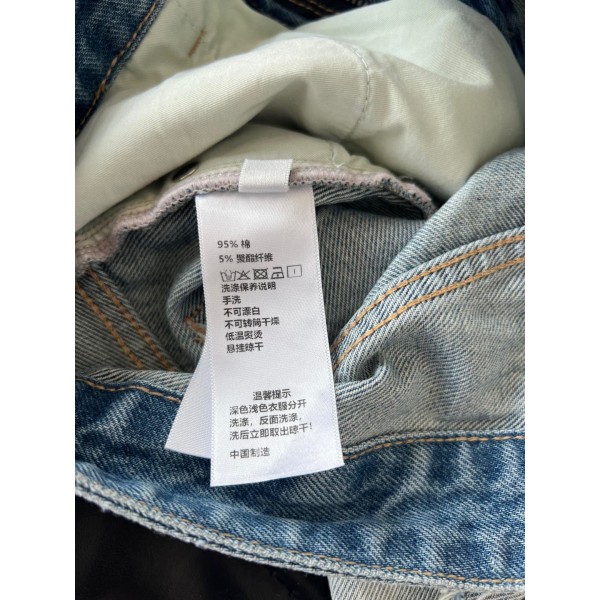 95% 棉
5% 聚酯纤维
洗涤保养说明
手洗
不可漂白
不可转筒干燥
低温熨烫
悬挂晾干
温馨提示
深色浅色衣服分开
洗涤，反面洗涤，
洗后立即取出晾干！
中国制造